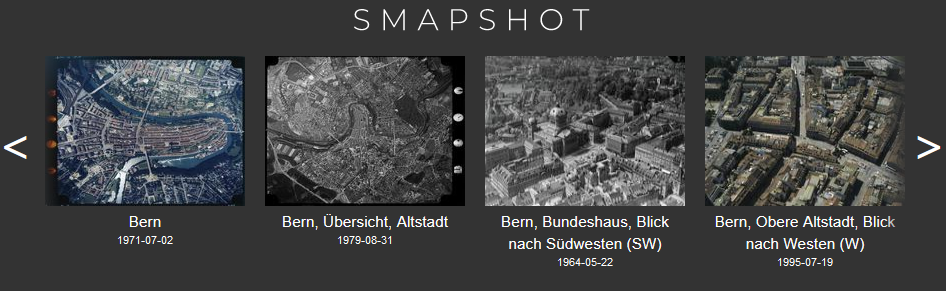 SMAPSHOT
< >
Bern
1971-07-02
Bern, Übersicht, Altstadt
1979-08-31
Bern, Bundeshaus, Blick
nach Südwesten (SW)
1964-05-22
Bern, Obere Altstadt, Blick
nach Westen (W)
1995-07-19